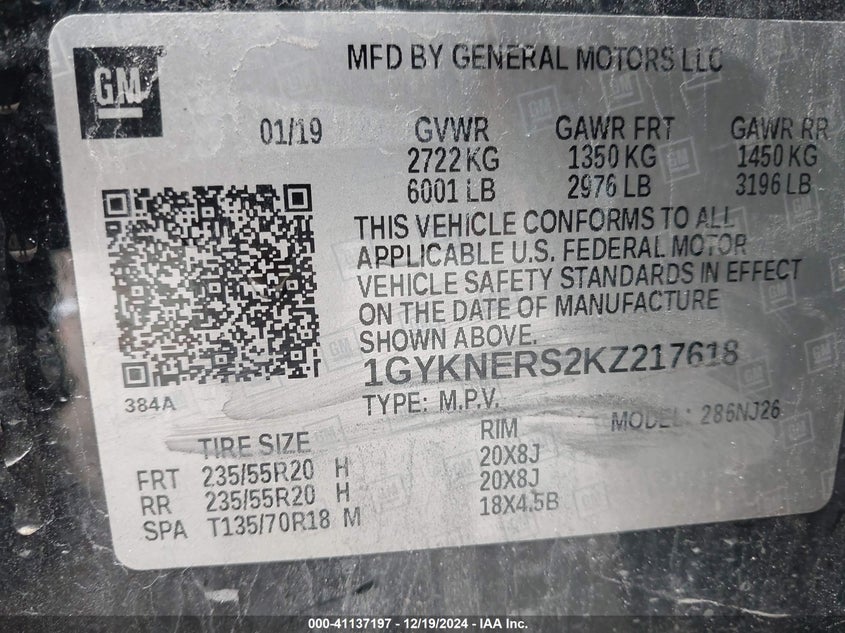 GM
MFD BY GENERAL MOTORS LLC
01/19 GVWR GAWR FRT GAWR RR
2722 KG 1350 KG 1450 KG
6001 LB 2976 LB 3196 LB
THIS VEHICLE CONFORMS TO ALL
APPLICABLE U.S. FEDERAL MOTOR
VEHICLE SAFETY STANDARDS IN EFFECT
ON THE DATE OF MANUFACTURE
SHOWN ABOVE.
1GYKNERS2KZ217618
384A
TYPE: M.P.V. MODEL: 286NJ26
TIRE SIZE RIM
FRT 235/55R20 H 20X8J
RR 235/55R20 H 20X8J
SPA T135/70R18 M 18X4.5B
000-41137197 - 12/19/2024 - IAA Inc.